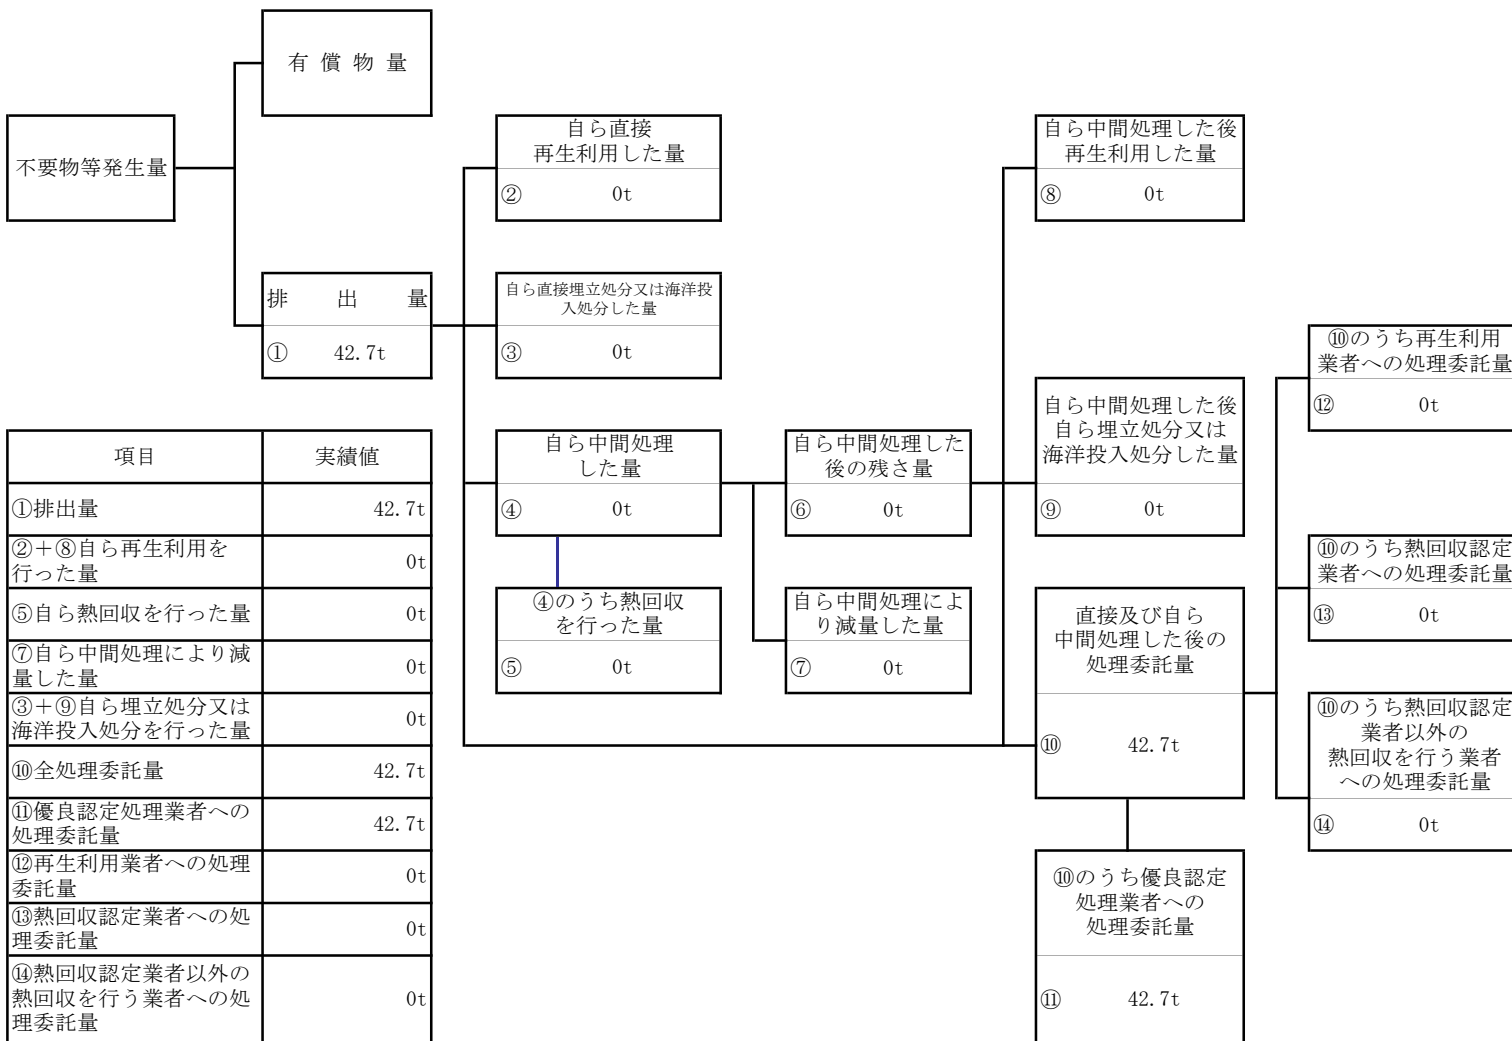 有 償 物 量
不要物等発生量
排 出 量
① 42.7t
自ら直接
再生利用した量
② 0t
自ら直接埋立処分又は海洋投
入処分した量
③ 0t
自ら中間処理
した量
④ 0t
④のうち熱回収
を行った量
⑤ 0t
自ら中間処理した
後の残さ量
⑥ 0t
自ら中間処理によ
り減量した量
⑦ 0t
自ら中間処理した後
再生利用した量
⑧ 0t
自ら中間処理した後
自ら埋立処分又は
海洋投入処分した量
⑨ 0t
直接及び自ら
中間処理した後の
処理委託量
⑩ 42.7t
⑩のうち優良認定
処理業者への
処理委託量
⑪ 42.7t
⑩のうち再生利用
業者への処理委託量
⑫ 0t
⑩のうち熱回収認定
業者への処理委託量
⑬ 0t
⑩のうち熱回収認定
業者以外の
熱回収を行う業者
への処理委託量
⑭ 0t
項目 実績値
①排出量 42.7t
②＋⑧自ら再生利用を
行った量 0t
⑤自ら熱回収を行った量 0t
⑦自ら中間処理により減
量した量 0t
③＋⑨自ら埋立処分又は
海洋投入処分を行った量 0t
⑩全処理委託量 42.7t
⑪優良認定処理業者への
処理委託量 42.7t
⑫再生利用業者への処理
委託量 0t
⑬熱回収認定業者への処
理委託量 0t
⑭熱回収認定業者以外の
熱回収を行う業者への処
理委託量 0t